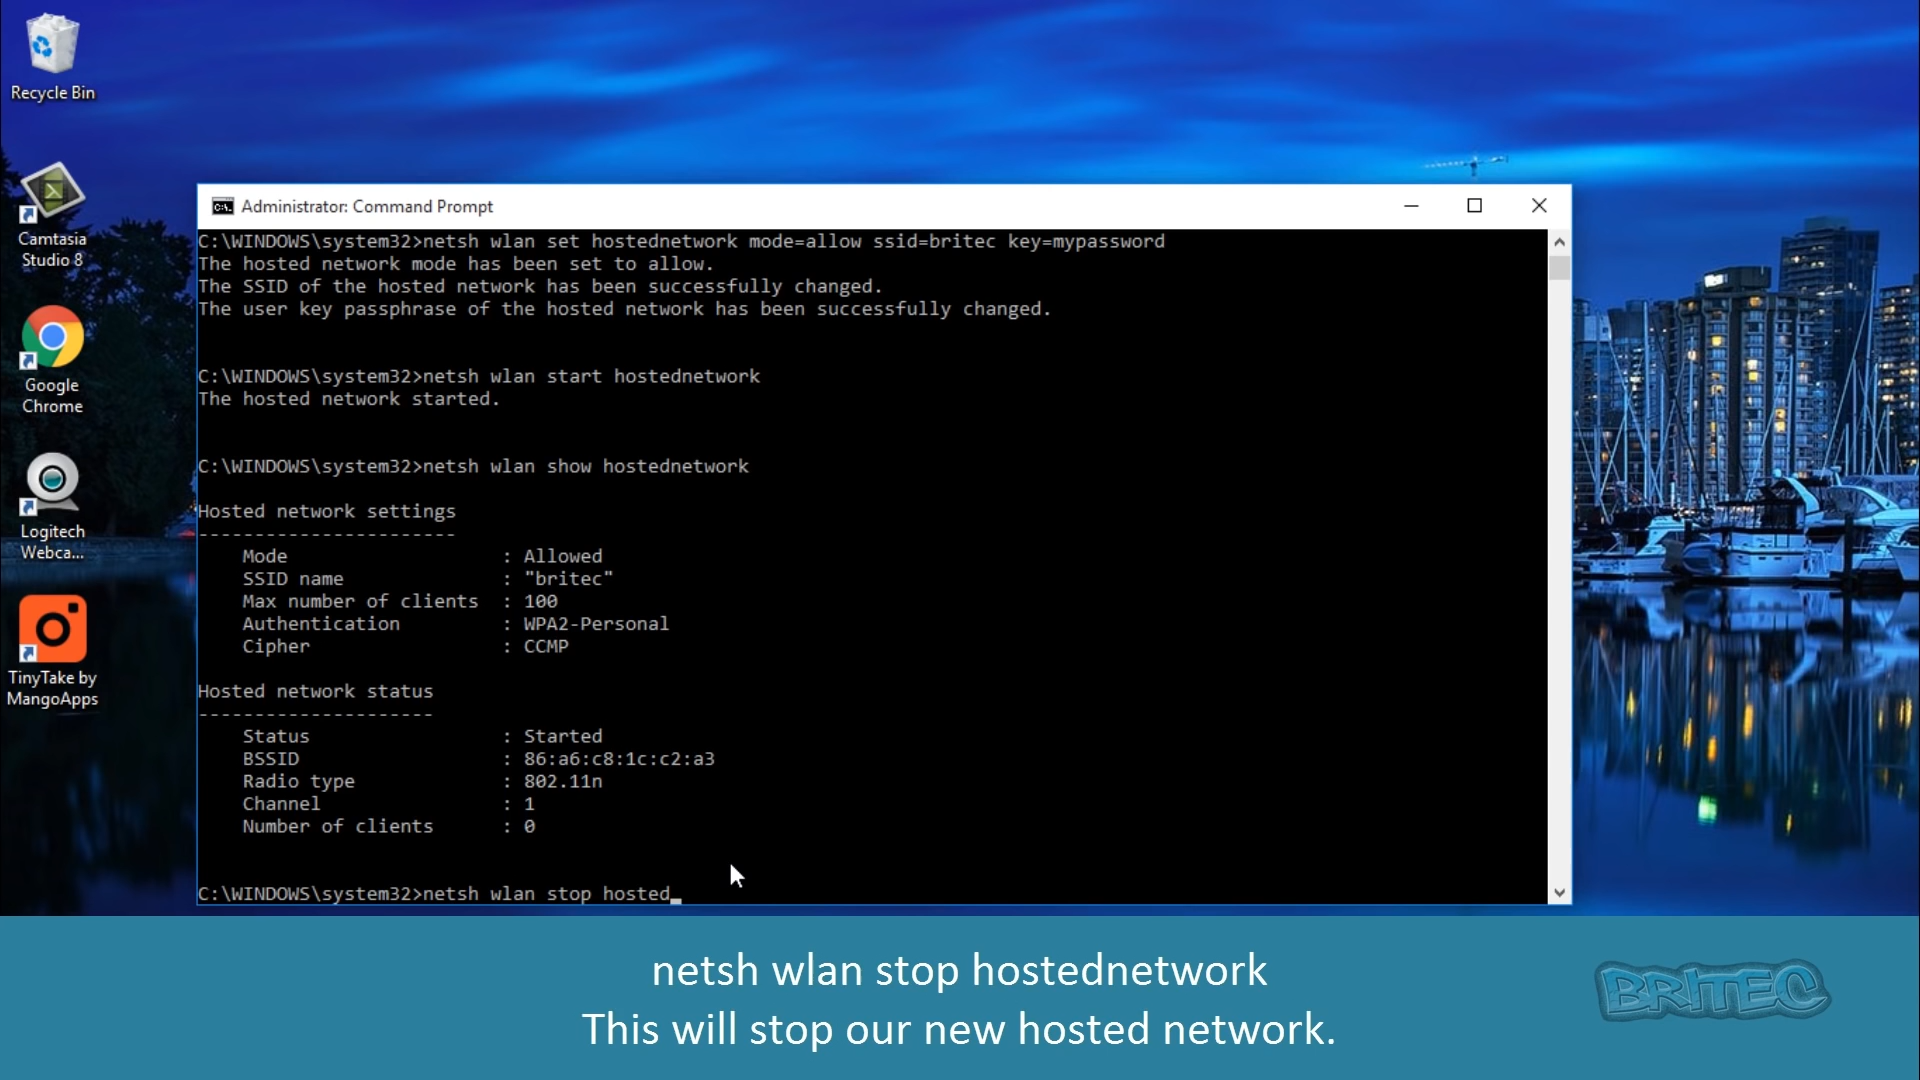 Recycle Bin
Camtasia
Studio 8
Google
Chrome
Logitech
Webca...
TinyTake by
MangoApps
Administrator: Command Prompt
C:\WINDOWS\system32>netsh wlan set hostednetwork mode=allow ssid=britec key=mypassword
The hosted network mode has been set to allow.
The SSID of the hosted network has been successfully changed.
The user key passphrase of the hosted network has been successfully changed.
C:\WINDOWS\system32>netsh wlan start hostednetwork
The hosted network started.
C:\WINDOWS\system32>netsh wlan show hostednetwork
Hosted network settings
-----------------------
Mode : Allowed
SSID name : "britec"
Max number of clients : 100
Authentication : WPA2-Personal
Cipher : CCMP
Hosted network status
---------------------
Status : Started
BSSID : 86:a6:c8:1c:c2:a3
Radio type : 802.11n
Channel : 1
Number of clients : 0
C:\WINDOWS\system32>netsh wlan stop hosted_
netsh wlan stop hostednetwork
This will stop our new hosted network.
BRITEC